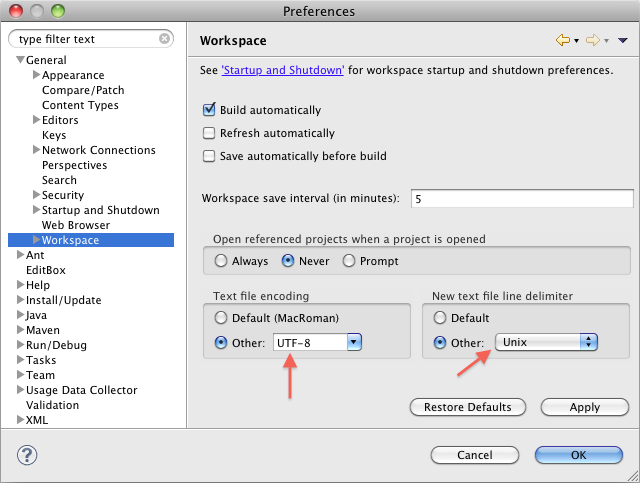 Preferences
type filter text
General
Appearance
Compare/Patch
Content Types
Editors
Keys
Network Connections
Perspectives
Search
Security
Startup and Shutdown
Web Browser
Workspace
Ant
EditBox
Help
Install/Update
Java
Maven
Run/Debug
Tasks
Team
Usage Data Collector
Validation
XML
Workspace
See 'Startup and Shutdown' for workspace startup and shutdown preferences.
Build automatically
Refresh automatically
Save automatically before build
Workspace save interval (in minutes): 5
Open referenced projects when a project is opened
Always Never Prompt
Text file encoding
Default (MacRoman)
Other: UTF-8
New text file line delimiter
Default
Other: Unix
Restore Defaults Apply
? Cancel OK